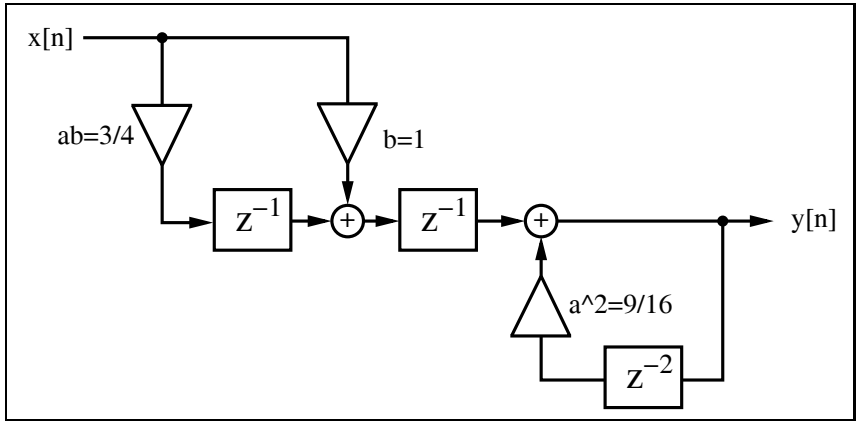 x[n]
ab=3/4
b=1
z−1
+
z−1
+
y[n]
a^2=9/16
z−2